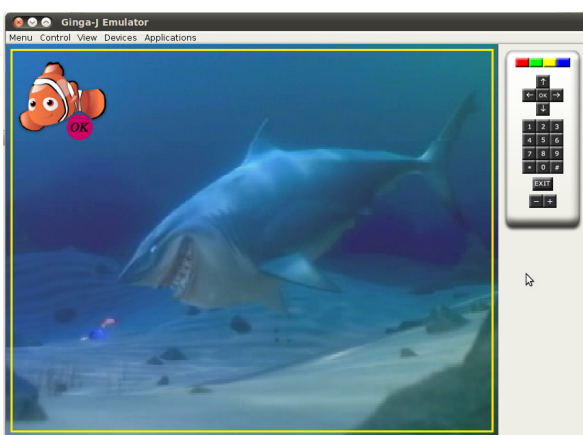 Ginga-J Emulator
Menu Control View Devices Applications
OK
↑
← OK →
↓
1 2 3
4 5 6
7 8 9
* 0 #
EXIT
− +